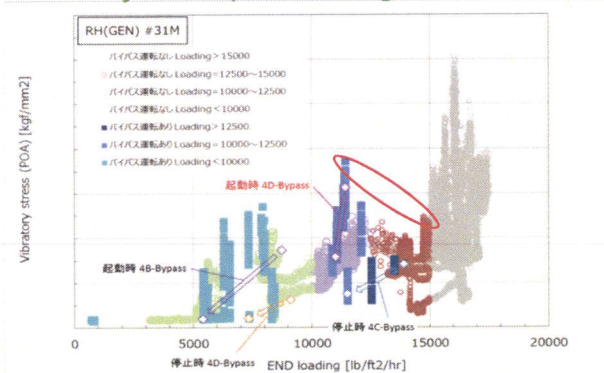 RH(GEN) #31M
バイパス運転なし Loading > 15000
バイパス運転なし Loading = 12500～15000
バイパス運転なし Loading = 10000～12500
バイパス運転なし Loading < 10000
バイパス運転あり Loading > 12500
バイパス運転あり Loading = 10000～12500
バイパス運転あり Loading < 10000
Vibratory stress (POA) [kgf/mm2]
起動時 4D-Bypass
起動時 4B-Bypass
停止時 4C-Bypass
停止時 4D-Bypass
0
5000
10000
15000
20000
END loading [lb/ft2/hr]